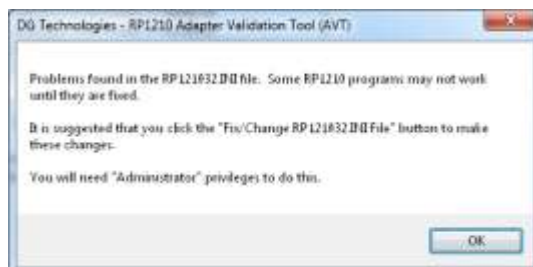 DG Technologies - RP1210 Adapter Validation Tool (AVT)
Problems found in the RP121032.INI file. Some RP1210 programs may not work
until they are fixed.
It is suggested that you click the "Fix/Change RP121032.INI File" button to make
these changes.
You will need "Administrator" privileges to do this.
OK